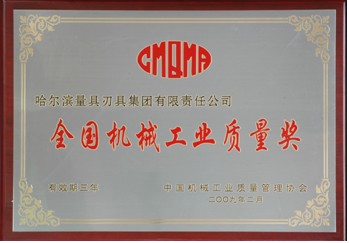 CMQMA
哈尔滨量具刃具集团有限责任公司
全国机械工业质量奖
有效期三年
中国机械工业质量管理协会
二〇〇九年二月